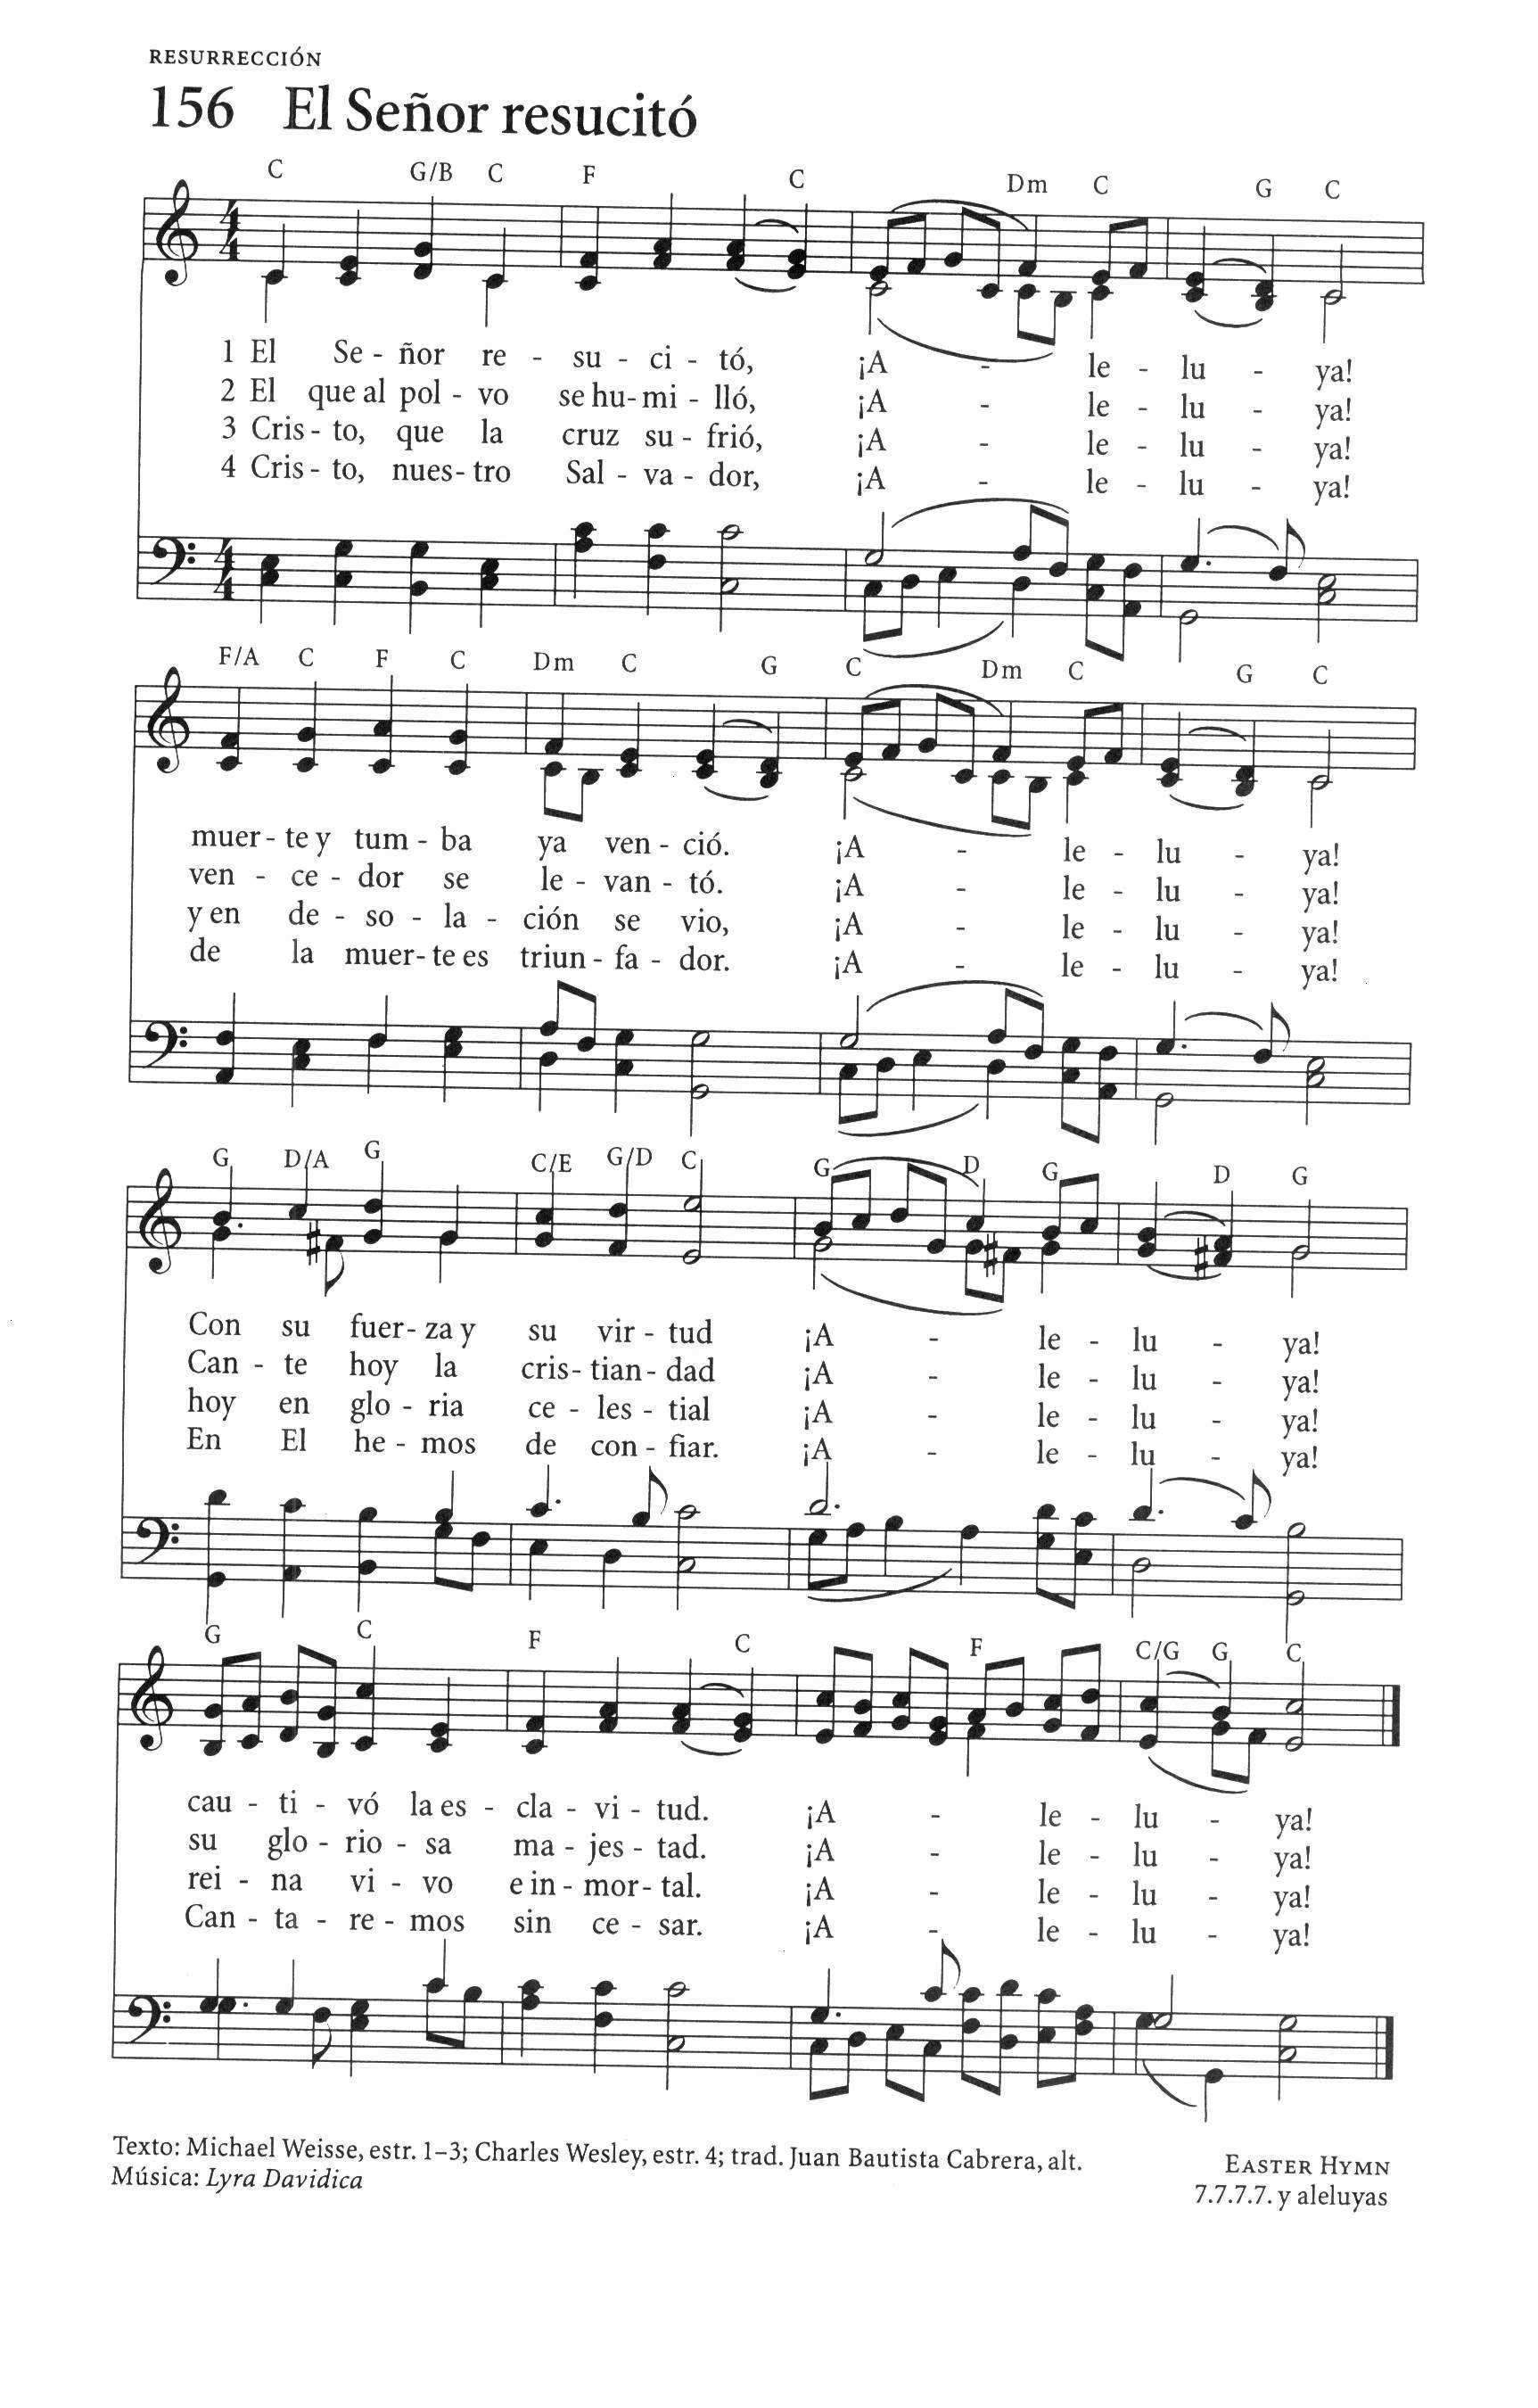 RESURRECCIÓN
156 El Señor resucitó
C G/B C F C Dm C G C
1 El Se - ñor re - su - ci - tó, ¡A - le - lu - ya!
2 El que al pol - vo se hu - mi - lló, ¡A - le - lu - ya!
3 Cris - to, que la cruz su - frió, ¡A - le - lu - ya!
4 Cris - to, nues - tro Sal - va - dor, ¡A - le - lu - ya!
F/A C F C Dm C G C Dm C G C
muer - te y tum - ba ya ven - ció. ¡A - le - lu - ya!
ven - ce - dor se le - van - tó. ¡A - le - lu - ya!
y en de - so - la - ción se vio, ¡A - le - lu - ya!
de la muer - te es triun - fa - dor. ¡A - le - lu - ya!
G D/A G C/E G/D C G D G D G
Con su fuer - za y su vir - tud ¡A - le - lu - ya!
Can - te hoy la cris - tian - dad ¡A - le - lu - ya!
hoy en glo - ria ce - les - tial ¡A - le - lu - ya!
En El he - mos de con - fiar. ¡A - le - lu - ya!
G C F C F C/G G C
cau - ti - vó la es - cla - vi - tud. ¡A - le - lu - ya!
su glo - rio - sa ma - jes - tad. ¡A - le - lu - ya!
rei - na vi - vo e in - mor - tal. ¡A - le - lu - ya!
Can - ta - re - mos sin ce - sar. ¡A - le - lu - ya!
Texto: Michael Weisse, estr. 1–3; Charles Wesley, estr. 4; trad. Juan Bautista Cabrera, alt.
Música: Lyra Davidica
EASTER HYMN
7.7.7.7. y aleluyas